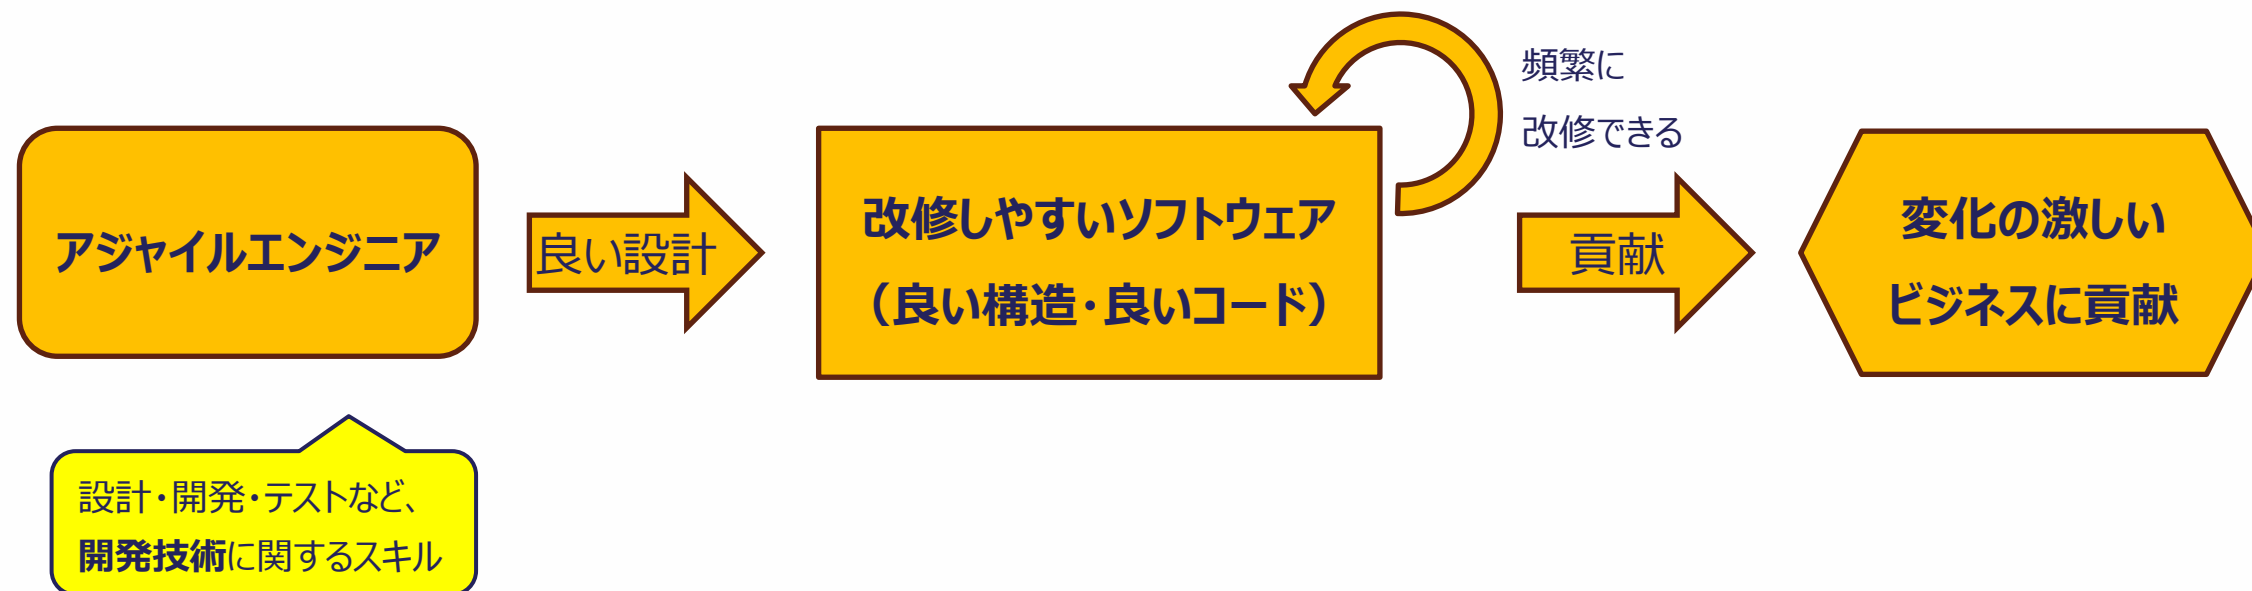 アジャイルエンジニア
設計・開発・テストなど、
開発技術に関するスキル
良い設計
改修しやすいソフトウェア
（良い構造・良いコード）
頻繁に
改修できる
貢献
変化の激しい
ビジネスに貢献